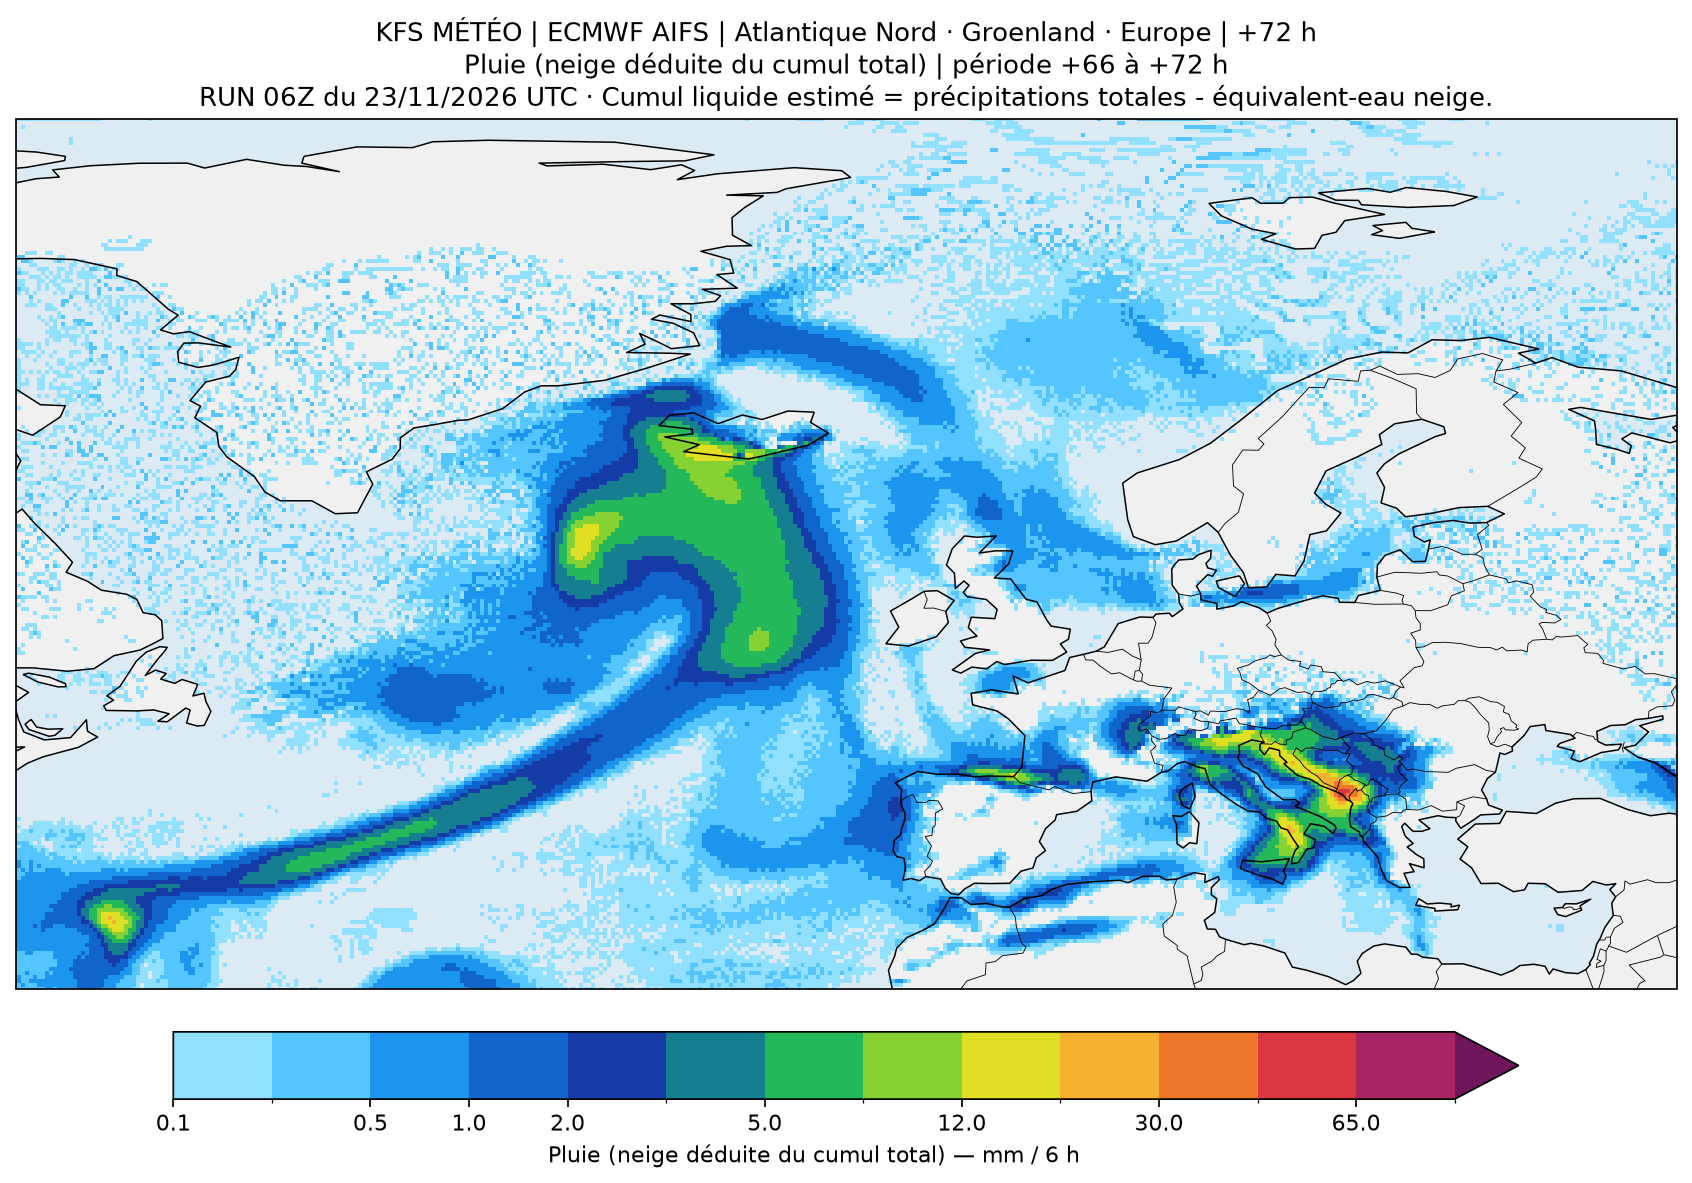 KFS MÉTÉO | ECMWF AIFS | Atlantique Nord · Groenland · Europe | +72 h
Pluie (neige déduite du cumul total) | période +66 à +72 h
RUN 06Z du 23/11/2026 UTC · Cumul liquide estimé = précipitations totales - équivalent-eau neige.
0.1 0.5 1.0 2.0 5.0 12.0 30.0 65.0
Pluie (neige déduite du cumul total) — mm / 6 h